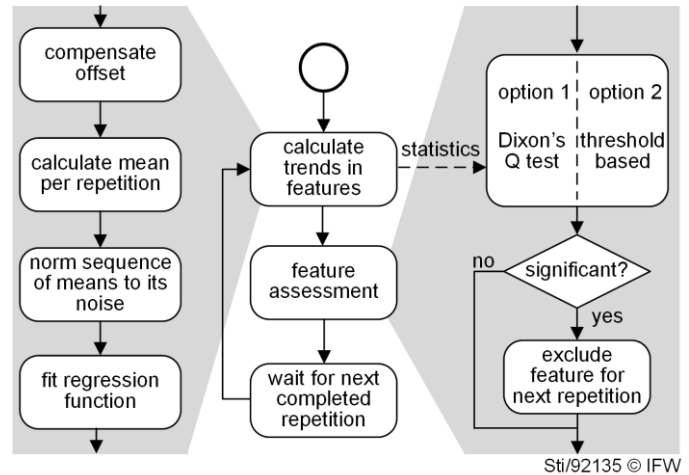 compensate
offset
calculate mean
per repetition
norm sequence
of means to its
noise
fit regression
function
calculate
trends in
features
statistics
feature
assessment
wait for next
completed
repetition
option 1
option 2
Dixon's
Q test
threshold
based
significant?
no
yes
exclude
feature for
next repetition
Sti/92135 © IFW